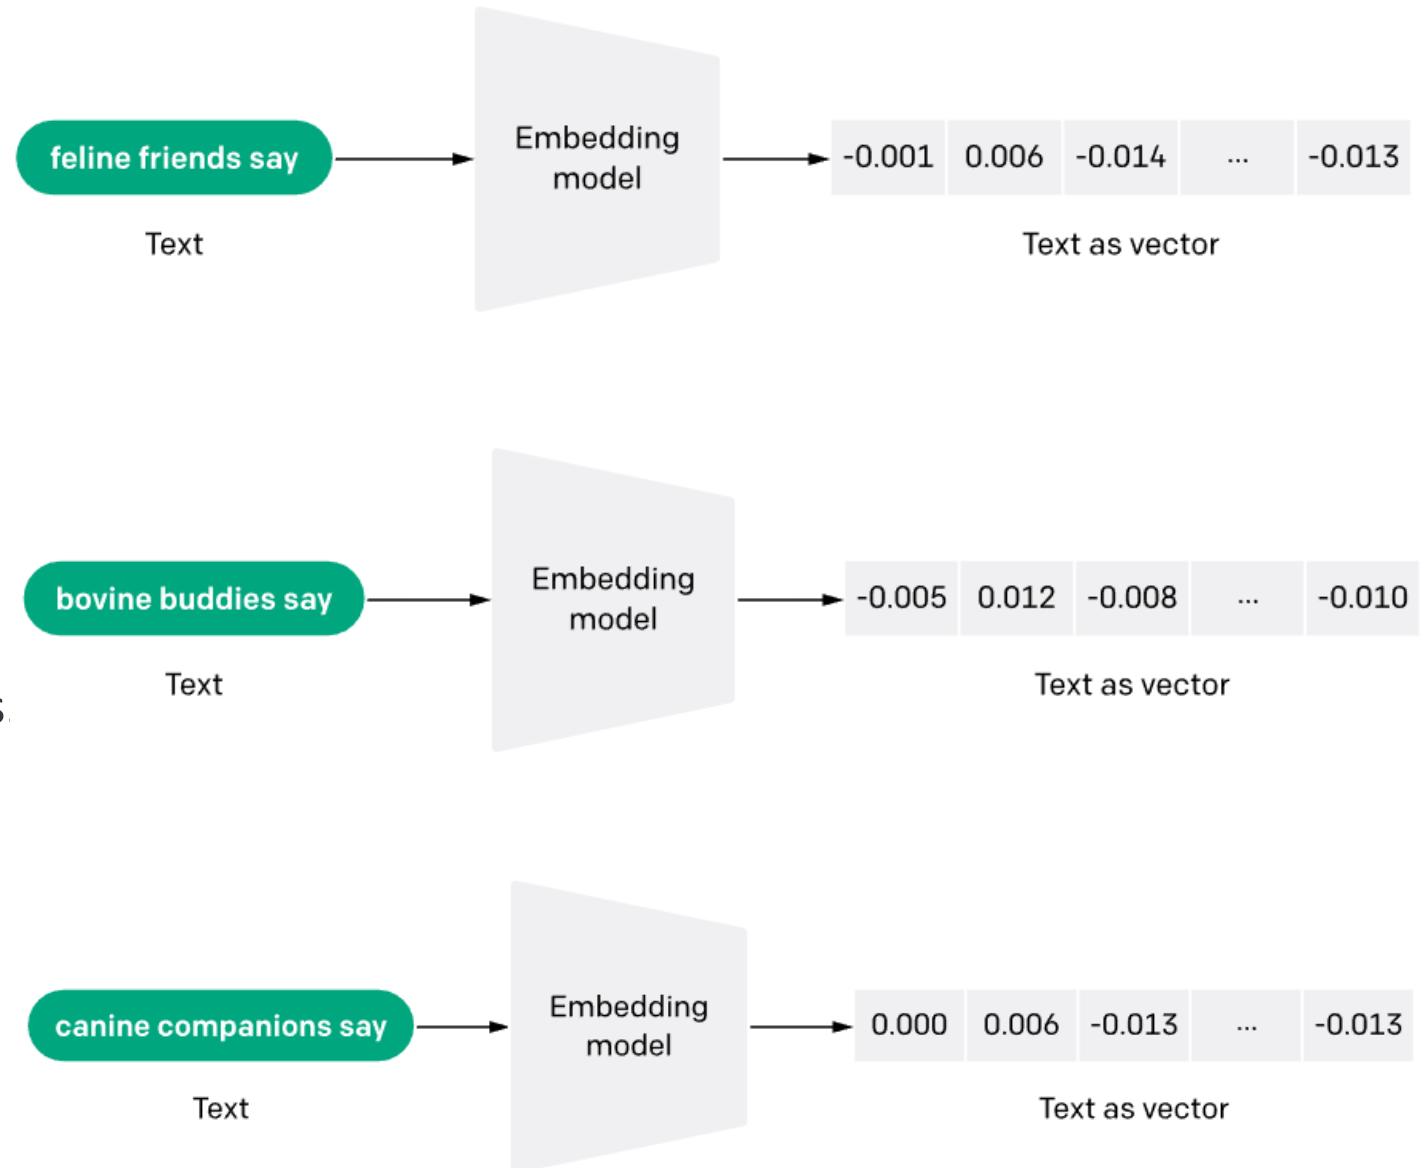 feline friends say
Embedding
model
-0.001 0.006 -0.014 ... -0.013
Text
Text as vector
bovine buddies say
Embedding
model
-0.005 0.012 -0.008 ... -0.010
Text
Text as vector
s.
canine companions say
Embedding
model
0.000 0.006 -0.013 ... -0.013
Text
Text as vector